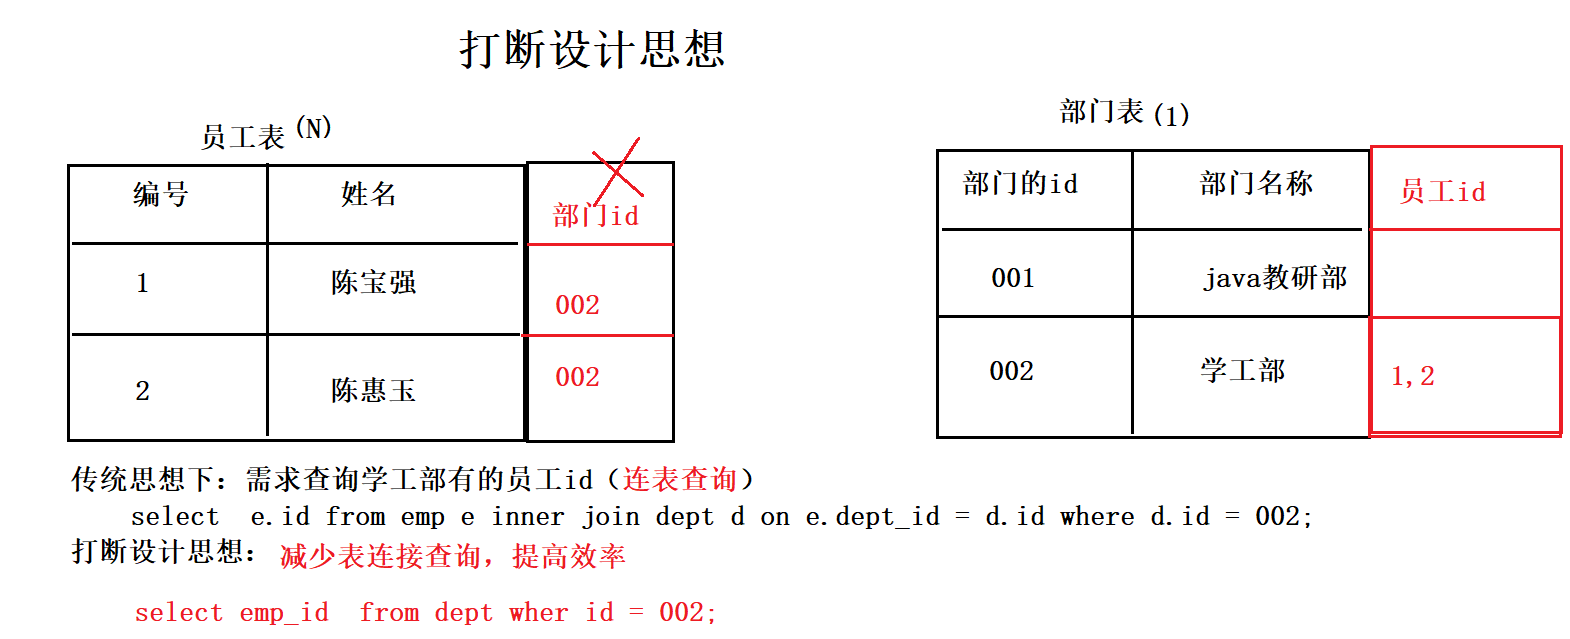 打断设计思想
员工表(N)
部门表(1)
编号 姓名 部门id
1 陈宝强 002
2 陈惠玉 002
部门的id 部门名称 员工id
001 java教研部
002 学工部 1,2
传统思想下：需求查询学工部有的员工id（连表查询）
select e.id from emp e inner join dept d on e.dept_id = d.id where d.id = 002;
打断设计思想： 减少表连接查询，提高效率
select emp_id from dept wher id = 002;